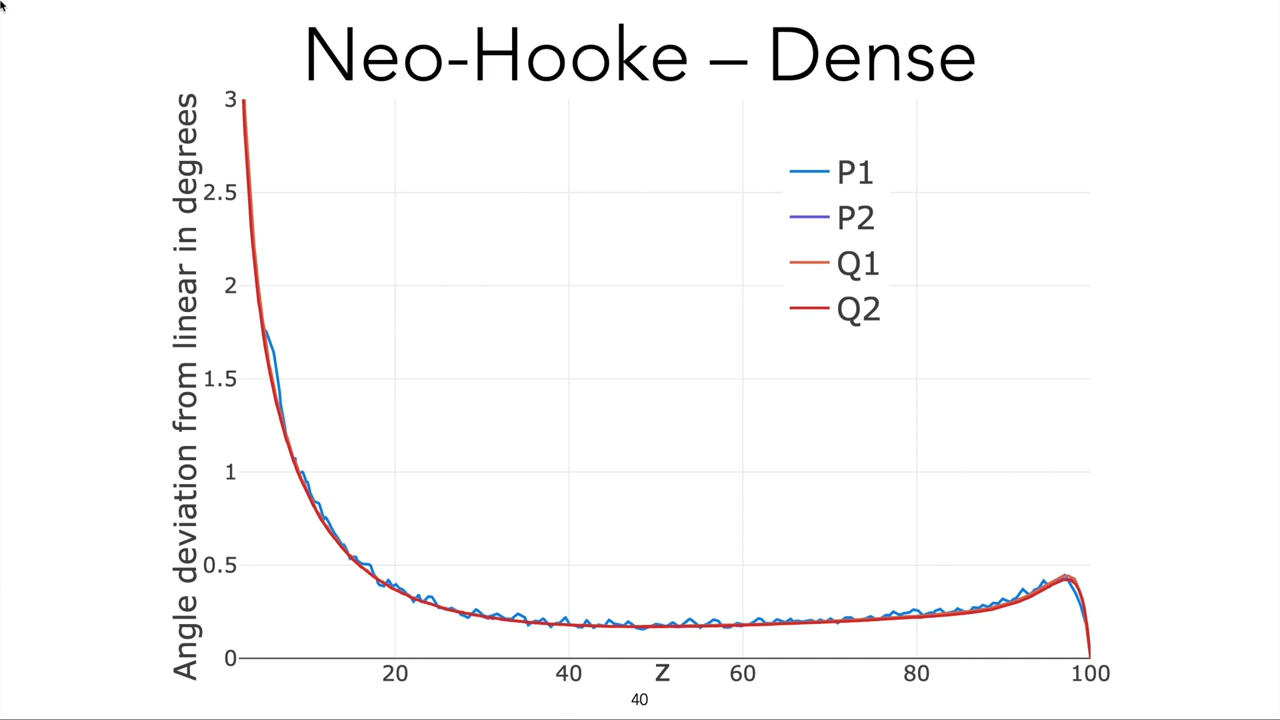 Neo-Hooke – Dense
Angle deviation from linear in degrees
3
2.5
2
1.5
1
0.5
0
P1
P2
Q1
Q2
20
40
z
60
80
100
40